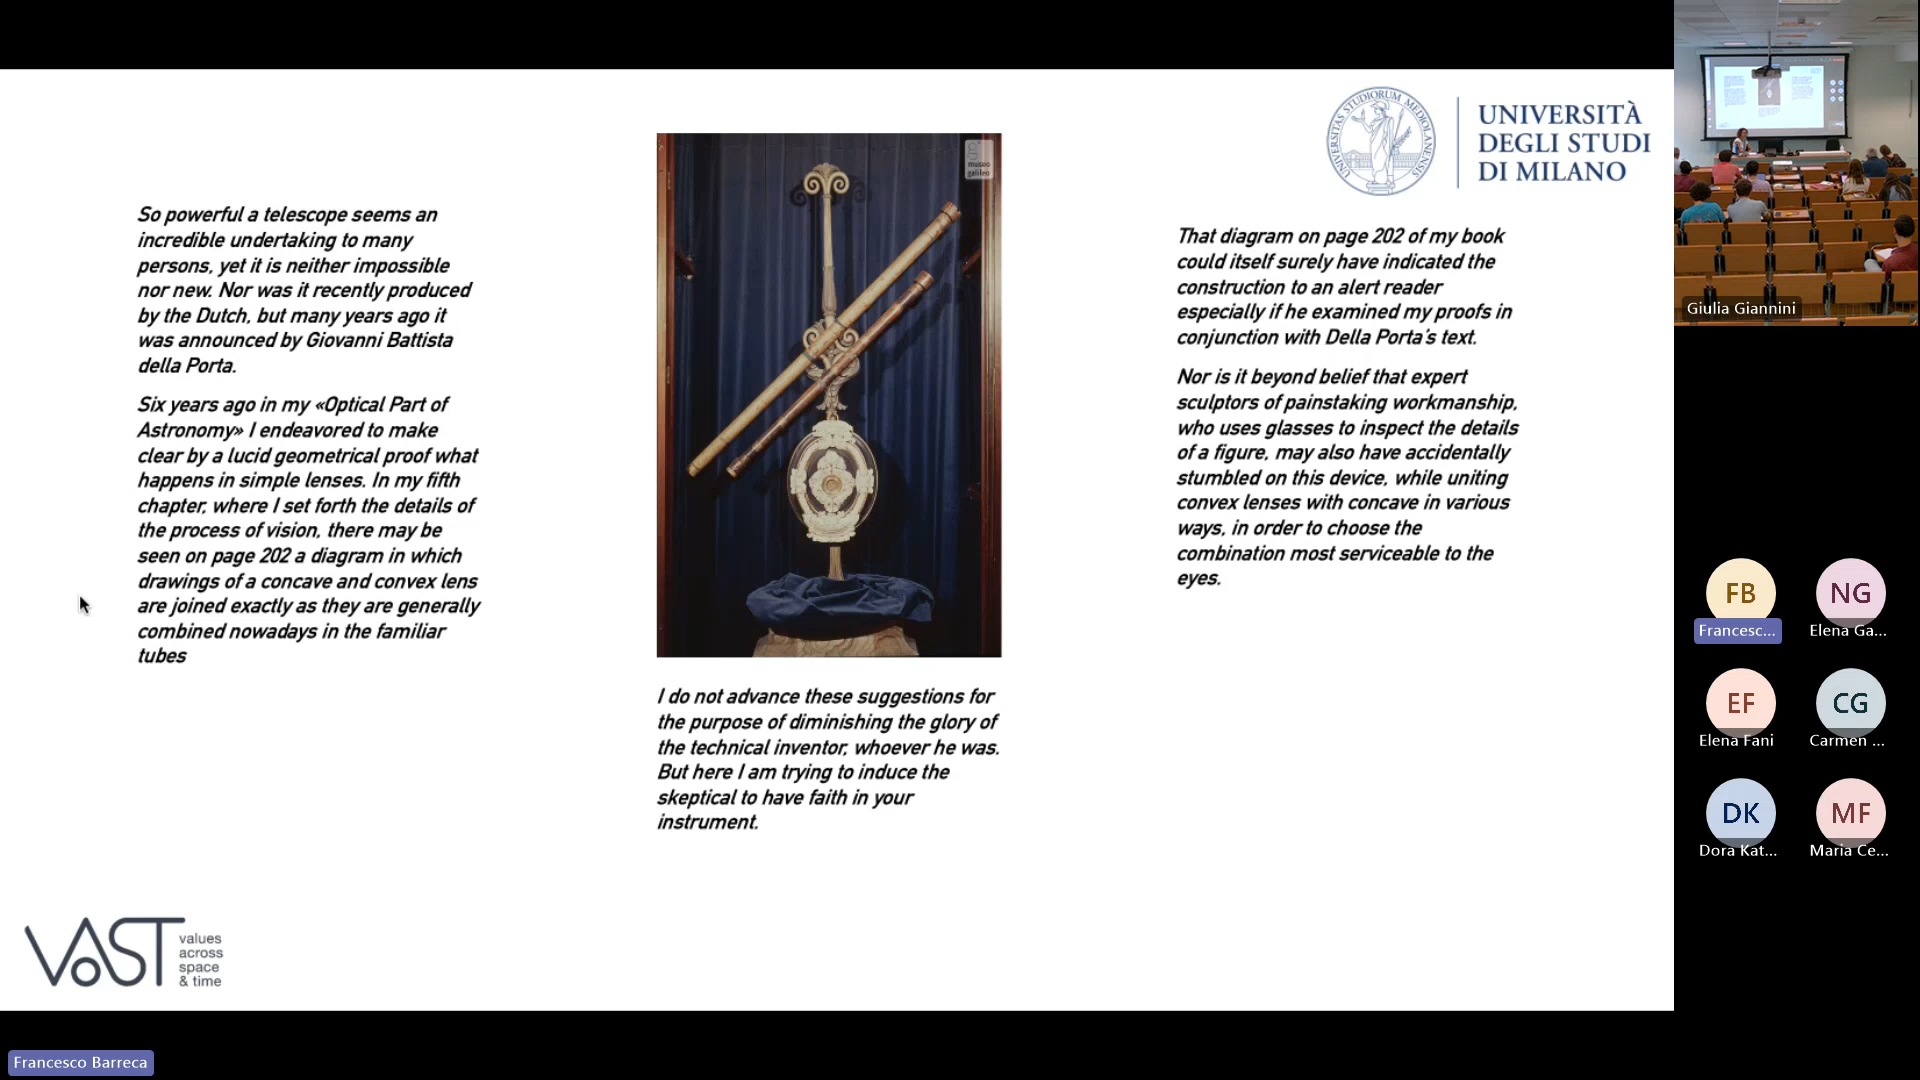 So powerful a telescope seems an
incredible undertaking to many
persons, yet it is neither impossible
nor new. Nor was it recently produced
by the Dutch, but many years ago it
was announced by Giovanni Battista
della Porta.
Six years ago in my «Optical Part of
Astronomy» I endeavored to make
clear by a lucid geometrical proof what
happens in simple lenses. In my fifth
chapter, where I set forth the details of
the process of vision, there may be
seen on page 202 a diagram in which
drawings of a concave and convex lens
are joined exactly as they are generally
combined nowadays in the familiar
tubes
museo
galileo
I do not advance these suggestions for
the purpose of diminishing the glory of
the technical inventor, whoever he was.
But here I am trying to induce the
skeptical to have faith in your
instrument.
UNIVERSITÀ
DEGLI STUDI
DI MILANO
UNIVERSITAS STUDIORUM MEDIOLANENSIS
That diagram on page 202 of my book
could itself surely have indicated the
construction to an alert reader
especially if he examined my proofs in
conjunction with Della Porta's text.
Nor is it beyond belief that expert
sculptors of painstaking workmanship,
who uses glasses to inspect the details
of a figure, may also have accidentally
stumbled on this device, while uniting
convex lenses with concave in various
ways, in order to choose the
combination most serviceable to the
eyes.
VAST
values
across
space
& time
Francesco Barreca
Giulia Giannini
FB
Francesc...
NG
Elena Ga...
EF
Elena Fani
CG
Carmen ...
DK
Dora Kat...
MF
Maria Ce...